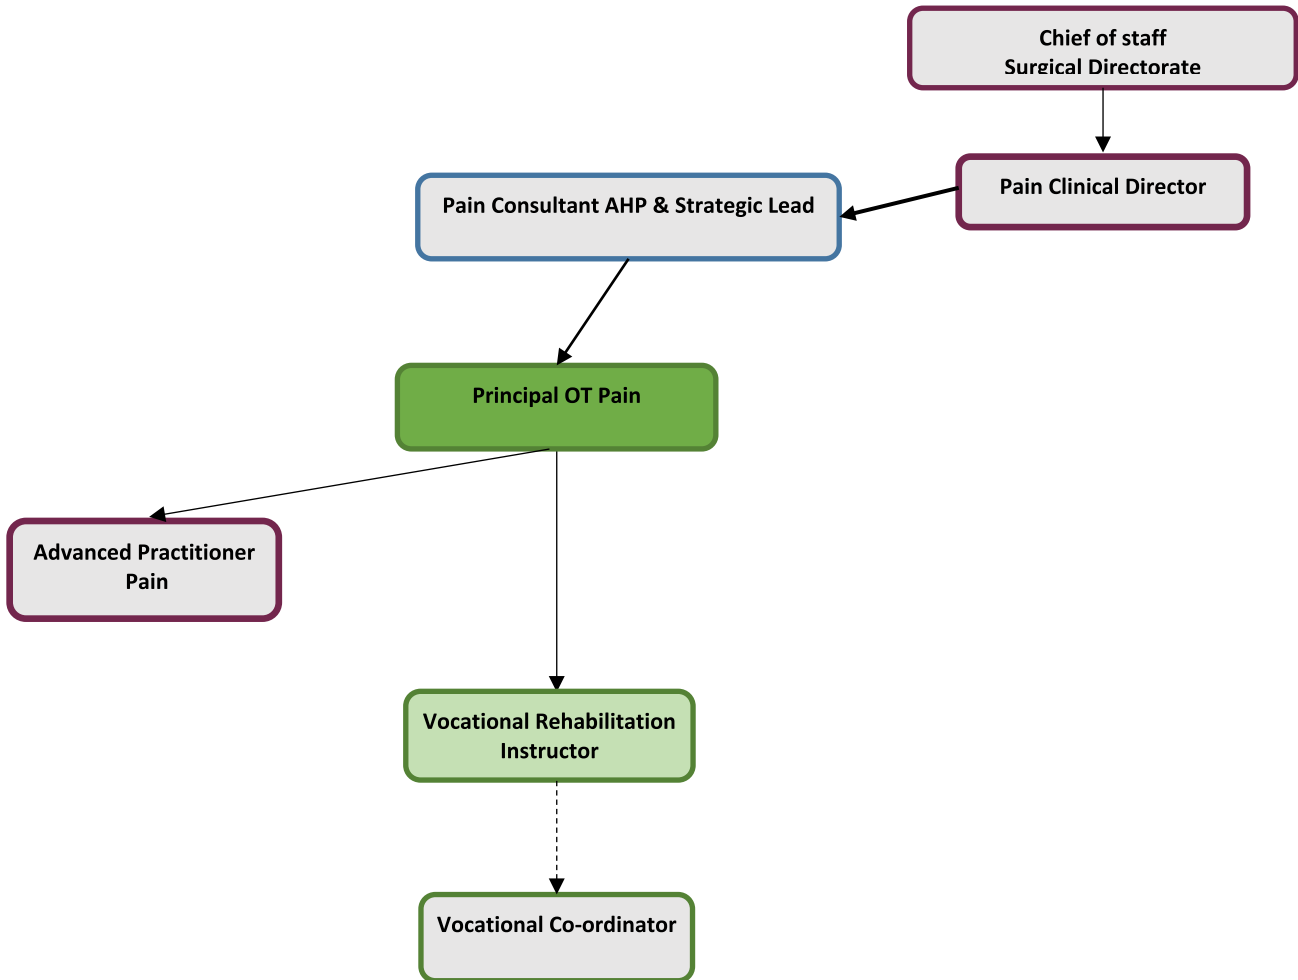 Chief of staff
Surgical Directorate
Pain Clinical Director
Pain Consultant AHP & Strategic Lead
Principal OT Pain
Advanced Practitioner
Pain
Vocational Rehabilitation
Instructor
Vocational Co-ordinator